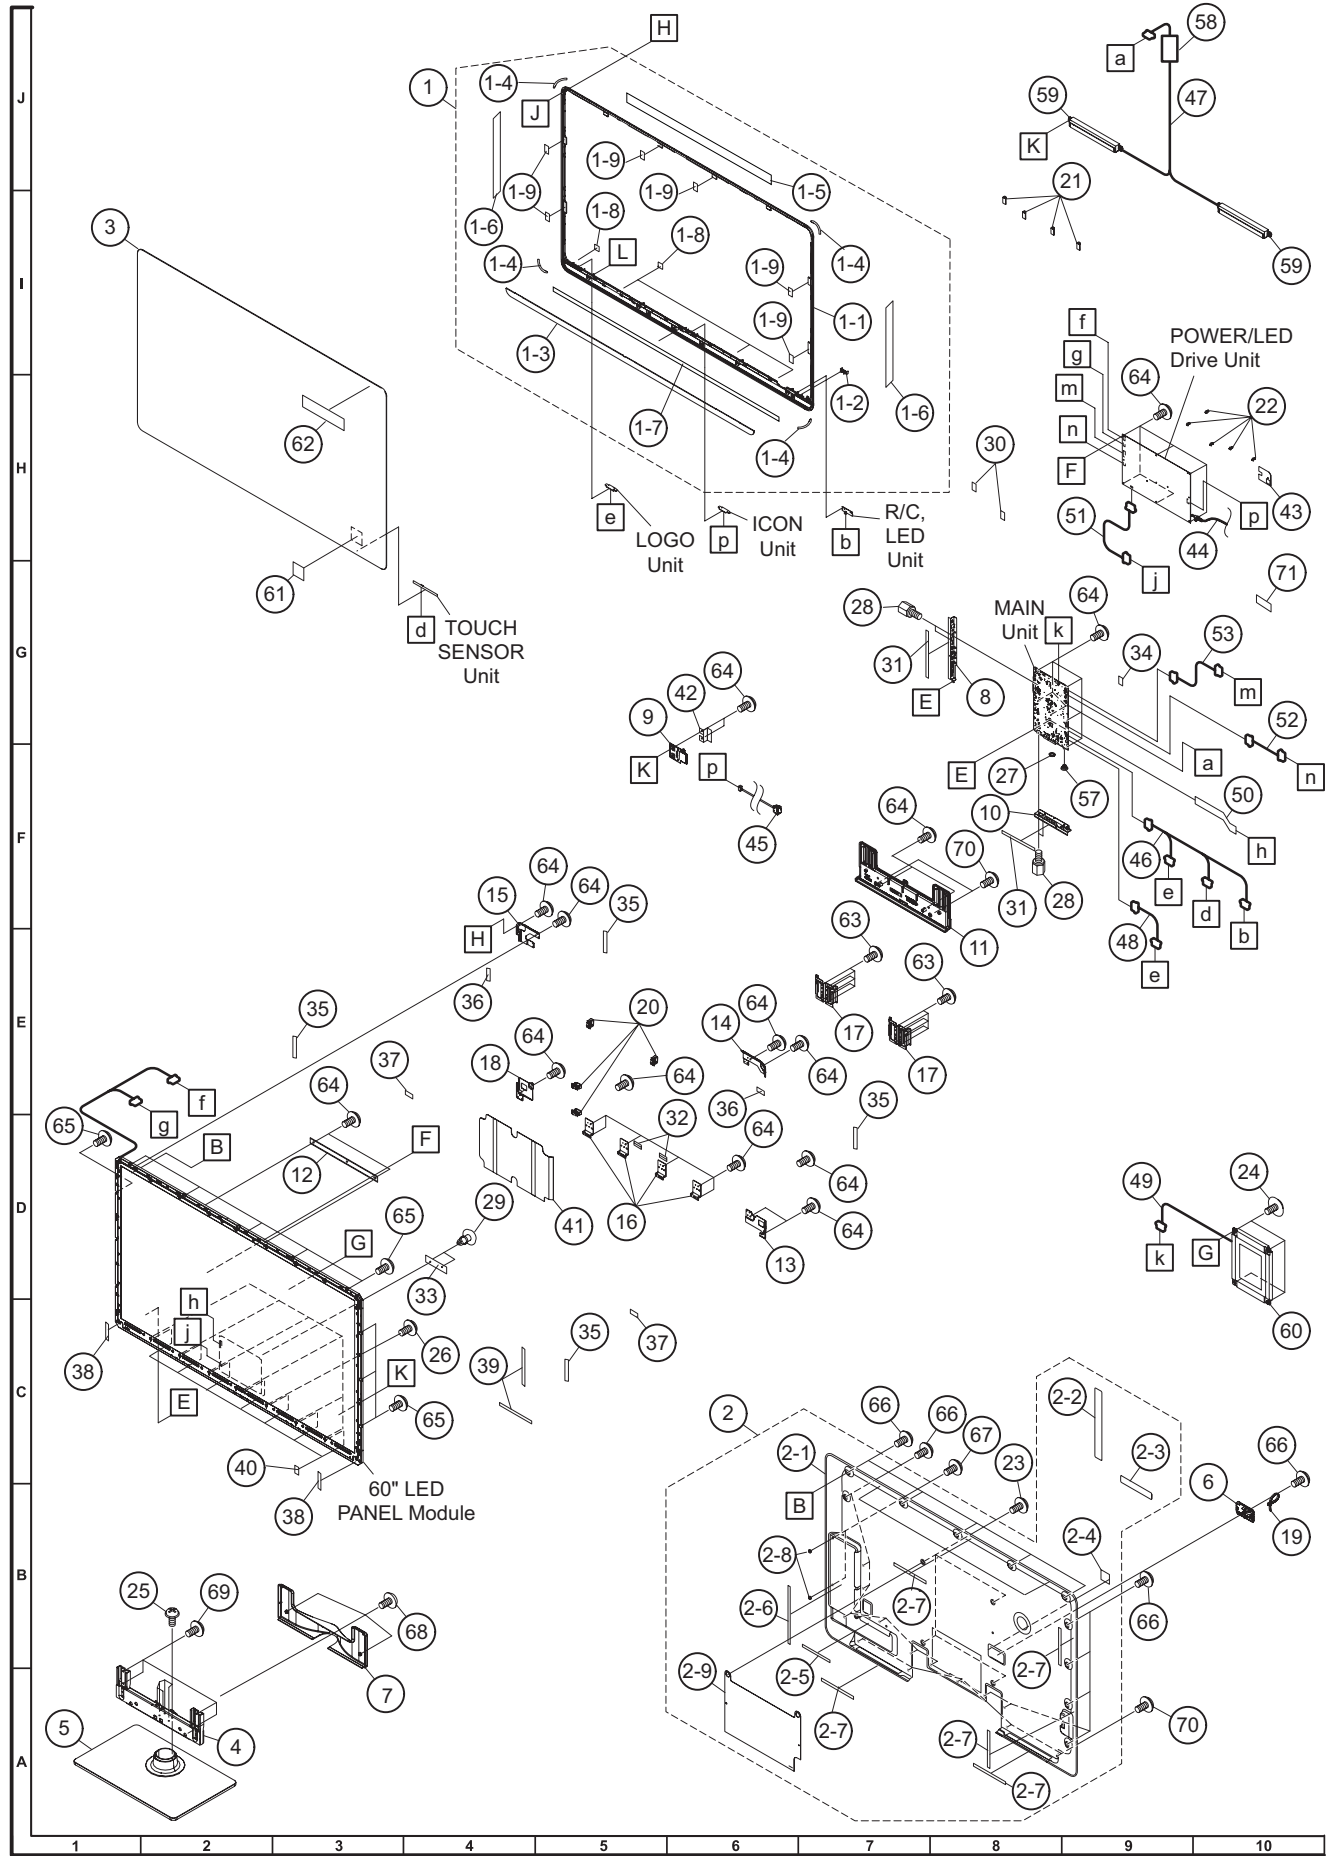 H
58
a
1
1-4
J
J
59
47
K
1-9
1-9
1-5
21
1-9
1-9
1-6
1-8
1-8
3
L
1-4
1-4
59
1-9
I
1-1
f
POWER/LED
Drive Unit
1-9
1-3
g
64
m
22
1-2
1-6
62
1-7
n
30
1-4
H
F
43
51
p
e
LOGO
Unit
p
ICON
Unit
b
R/C,
LED
Unit
44
j
61
71
28
MAIN
Unit
k
64
d
TOUCH
SENSOR
Unit
53
G
31
34
64
42
E
8
m
9
52
K
p
E
a
n
27
57
50
64
10
45
F
70
46
h
64
64
15
35
e
31
28
d
H
63
11
48
b
63
e
36
E
35
20
14
64
17
64
37
18
64
64
17
f
64
36
35
g
65
B
F
32
64
12
29
64
49
24
D
65
41
16
G
64
k
G
13
33
h
60
j
35
37
38
26
39
K
C
E
2-2
65
2
66
66
67
2-1
2-3
40
23
66
60" LED
PANEL Module
B
6
38
2-4
19
2-8
B
25
69
2-7
66
2-6
68
2-7
2-5
2-9
7
5
2-7
4
70
2-7
A
2-7
1 2 3 4 5 6 7 8 9 10